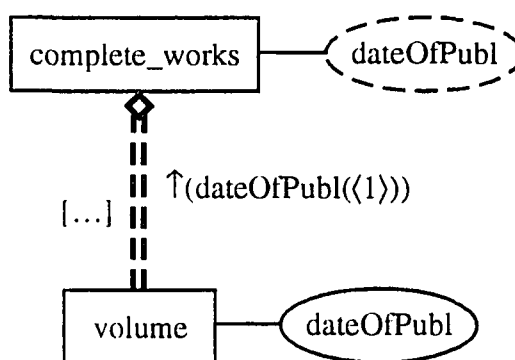 complete_works
dateOfPubl
↑(dateOfPubl(⟨1⟩))
[...]
volume
dateOfPubl